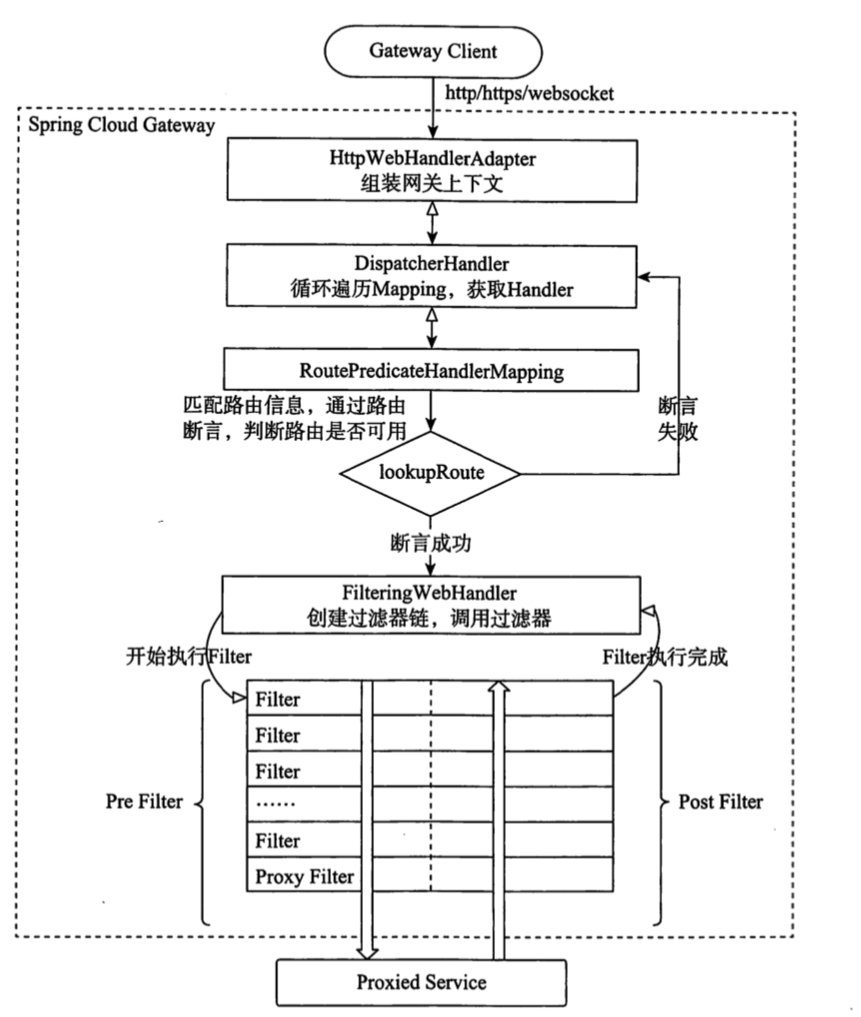 Gateway Client
http/https/websocket
Spring Cloud Gateway
HttpWebHandlerAdapter
组装网关上下文
DispatcherHandler
循环遍历Mapping，获取Handler
RoutePredicateHandlerMapping
匹配路由信息，通过路由
断言，判断路由是否可用
断言
失败
lookupRoute
断言成功
FilteringWebHandler
创建过滤器链，调用过滤器
开始执行Filter
Filter执行完成
Filter
Filter
Filter
……
Filter
Proxy Filter
Pre Filter
Post Filter
Proxied Service